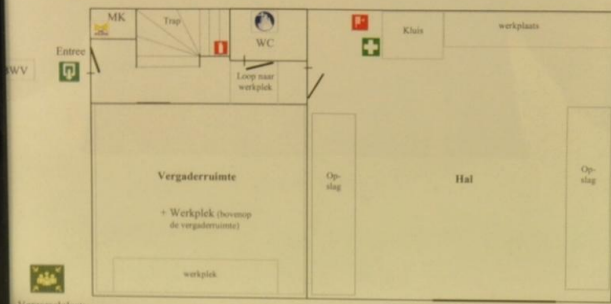 MK
Trap
WC
Kluis
werkplaats
Entree
WV
Loop naar
werkplek
Vergaderruimte
+ Werkplek (bovenop
de vergaderruimte)
Op-
slag
Hal
Op-
slag
werkplek